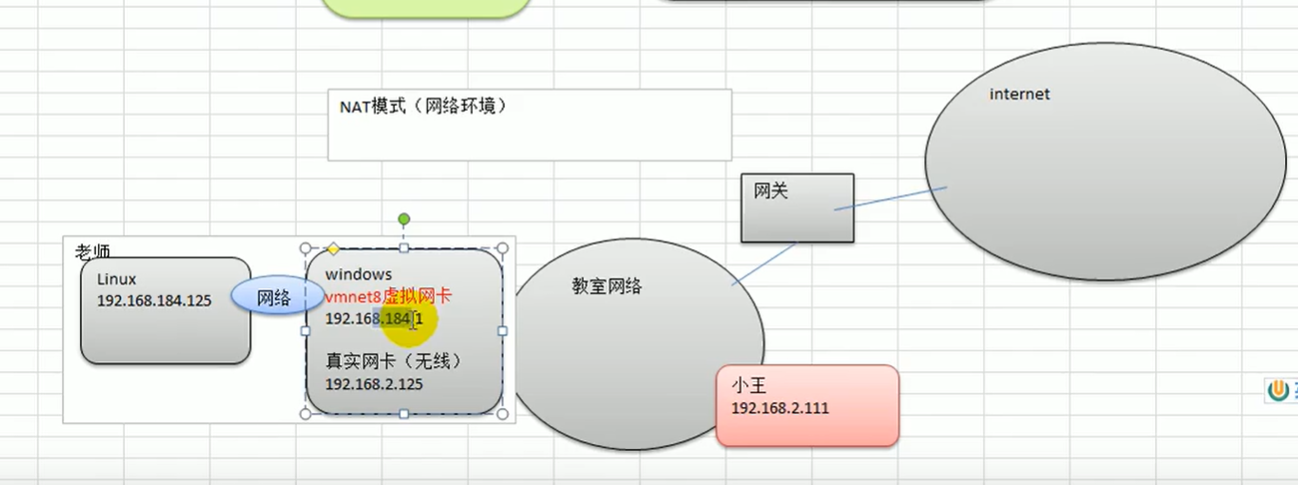 NAT模式（网络环境）
internet
网关
老师
Linux
192.168.184.125
网络
windows
vmnet8虚拟网卡
192.168.184.1
真实网卡（无线）
192.168.2.125
教室网络
小王
192.168.2.111